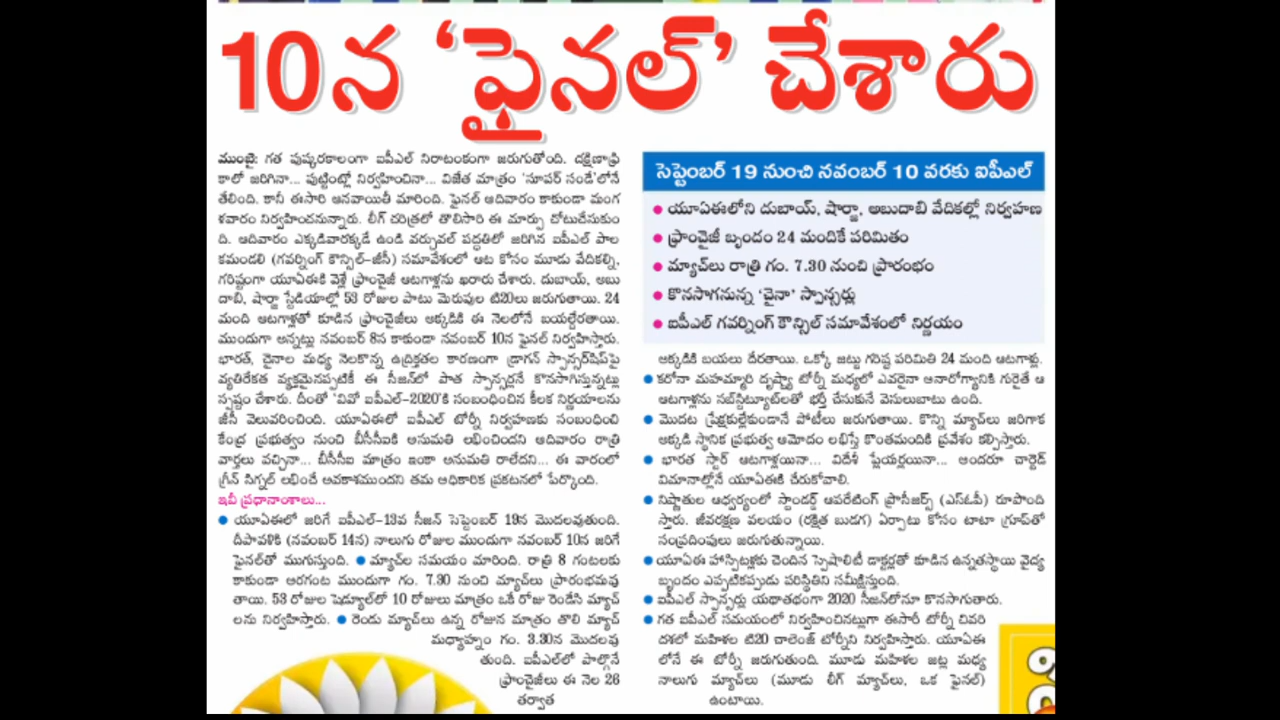 10న ‘ఫైనల్’ చేశారు
ముంబై: గత పుష్కరకాలంగా ఐపీఎల్ నిరాటంకంగా జరుగుతోంది. దక్షిణాఫ్రి
కాలో జరిగినా... పుట్టింట్లో నిర్వహించినా... విజేత మాత్రం ‘సూపర్ సండే’లోనే
తేలింది. కానీ ఈసారి ఆనవాయితీ మారింది. ఫైనల్ ఆదివారం కాకుండా మంగ
ళవారం నిర్వహించనున్నారు. లీగ్ చరిత్రలో తొలిసారి ఈ మార్పు చోటుచేసుకుం
ది. ఆదివారం ఎక్కడివారక్కడే ఉండి వర్చువల్ పద్ధతిలో జరిగిన ఐపీఎల్ పాల
కమండలి (గవర్నింగ్ కౌన్సిల్–జీసీ) సమావేశంలో ఆట కోసం మూడు వేదికల్ని,
గరిష్టంగా యూఏఈకి వెళ్లే ఫ్రాంచైజీ ఆటగాళ్లను ఖరారు చేశారు. దుబాయ్, అబు
దాబి, షార్జా స్టేడియాల్లో 53 రోజుల పాటు మెరుపుల టి20లు జరుగుతాయి. 24
మంది ఆటగాళ్లతో కూడిన ఫ్రాంచైజీలు అక్కడికి ఈ నెలలోనే బయల్దేరతాయి.
ముందుగా అన్నట్లు నవంబర్ 8న కాకుండా నవంబర్ 10న ఫైనల్ నిర్వహిస్తారు.
భారత్, చైనాల మధ్య నెలకొన్న ఉద్రిక్తతల కారణంగా డ్రాగన్ స్పాన్సర్‌షిప్‌పై
వ్యతిరేకత వ్యక్తమైనప్పటికీ ఈ సీజన్‌లో పాత స్పాన్సర్లనే కొనసాగిస్తున్నట్లు
స్పష్టం చేశారు. దీంతో ‘వివో ఐపీఎల్–2020’కి సంబంధించిన కీలక నిర్ణయాలను
జీసీ వెలువరించింది. యూఏఈలో ఐపీఎల్ టోర్నీ నిర్వహణకు సంబంధించి
కేంద్ర ప్రభుత్వం నుంచి బీసీసీఐకి అనుమతి లభించిందని ఆదివారం రాత్రి
వార్తలు వచ్చినా... బీసీసీఐ మాత్రం ఇంకా అనుమతి రాలేదని... ఈ వారంలో
గ్రీన్ సిగ్నల్ లభించే అవకాశముందని తమ అధికారిక ప్రకటనలో పేర్కొంది.
ఇవీ ప్రధానాంశాలు...
● యూఏఈలో జరిగే ఐపీఎల్–13వ సీజన్ సెప్టెంబర్ 19న మొదలవుతుంది.
దీపావళికి (నవంబర్ 14న) నాలుగు రోజుల ముందుగా నవంబర్ 10న జరిగే
ఫైనల్‌తో ముగుస్తుంది. ● మ్యాచ్‌ల సమయం మారింది. రాత్రి 8 గంటలకు
కాకుండా అరగంట ముందుగా గం. 7.30 నుంచి మ్యాచ్‌లు ప్రారంభమవు
తాయి. 53 రోజుల షెడ్యూల్‌లో 10 రోజులు మాత్రం ఒకే రోజు రెండేసి మ్యాచ్
లను నిర్వహిస్తారు. ● రెండు మ్యాచ్‌లు ఉన్న రోజున మాత్రం తొలి మ్యాచ్
మధ్యాహ్నం గం. 3.30న మొదలవు
తుంది. ఐపీఎల్‌లో పాల్గొనే
ఫ్రాంచైజీలు ఈ నెల 26
తర్వాత
సెప్టెంబర్ 19 నుంచి నవంబర్ 10 వరకు ఐపీఎల్
● యూఏఈలోని దుబాయ్, షార్జా, అబుదాబి వేదికల్లో నిర్వహణ
● ఫ్రాంచైజీ బృందం 24 మందికే పరిమితం
● మ్యాచ్‌లు రాత్రి గం. 7.30 నుంచి ప్రారంభం
● కొనసాగనున్న ‘చైనా’ స్పాన్సర్లు
● ఐపీఎల్ గవర్నింగ్ కౌన్సిల్ సమావేశంలో నిర్ణయం
అక్కడికి బయలు దేరతాయి. ఒక్కో జట్టు గరిష్ట పరిమితి 24 మంది ఆటగాళ్లు.
● కరోనా మహమ్మారి దృష్ట్యా టోర్నీ మధ్యలో ఎవరైనా అనారోగ్యానికి గురైతే ఆ
ఆటగాళ్లను సబ్‌స్టిట్యూట్‌లతో భర్తీ చేసుకునే వెసులుబాటు ఉంది.
● మొదట ప్రేక్షకుల్లేకుండానే పోటీలు జరుగుతాయి. కొన్ని మ్యాచ్‌లు జరిగాక
అక్కడి స్థానిక ప్రభుత్వ ఆమోదం లభిస్తే కొంతమందికి ప్రవేశం కల్పిస్తారు.
● భారత స్టార్ ఆటగాళ్లయినా... విదేశీ ప్లేయర్లయినా... అందరూ చార్టెడ్
విమానాల్లోనే యూఏఈకి చేరుకోవాలి.
● నిష్ణాతుల ఆధ్వర్యంలో స్టాండర్డ్ ఆపరేటింగ్ ప్రొసీజర్స్ (ఎస్ఓపీ) రూపొంది
స్తారు. జీవరక్షణ వలయం (రక్షిత బుడగ) ఏర్పాటు కోసం టాటా గ్రూప్‌తో
సంప్రదింపులు జరుగుతున్నాయి.
● యూఏఈ హాస్పిటళ్లకు చెందిన స్పెషాలిటీ డాక్టర్లతో కూడిన ఉన్నతస్థాయి వైద్య
బృందం ఎప్పటికప్పుడు పరిస్థితిని సమీక్షిస్తుంది.
● ఐపీఎల్ స్పాన్సర్లు యథాతథంగా 2020 సీజన్‌లోనూ కొనసాగుతారు.
● గత ఐపీఎల్ సమయంలో నిర్వహించినట్లుగా ఈసారీ టోర్నీ చివరి
దశలో మహిళల టి20 చాలెంజ్ టోర్నీని నిర్వహిస్తారు. యూఏఈ
లోనే ఈ టోర్నీ జరుగుతుంది. మూడు మహిళల జట్ల మధ్య
నాలుగు మ్యాచ్‌లు (మూడు లీగ్ మ్యాచ్‌లు, ఒక ఫైనల్)
ఉంటాయి.